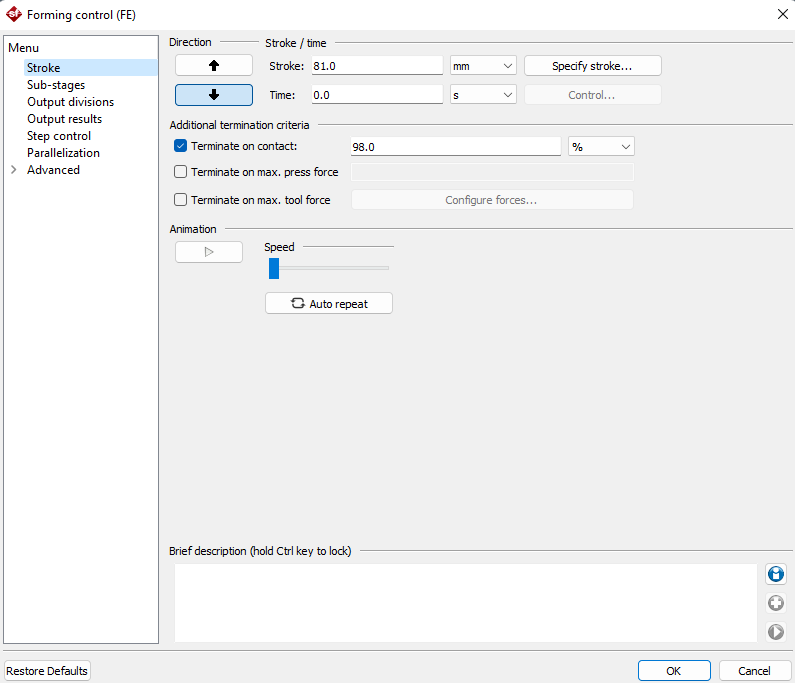 Forming control (FE)
Menu
Stroke
Sub-stages
Output divisions
Output results
Step control
Parallelization
Advanced
Direction
Stroke / time
Stroke: 81.0 mm Specify stroke...
Time: 0.0 s Control...
Additional termination criteria
Terminate on contact: 98.0 %
Terminate on max. press force
Terminate on max. tool force Configure forces...
Animation
Speed
Auto repeat
Brief description (hold Ctrl key to lock)
Restore Defaults OK Cancel